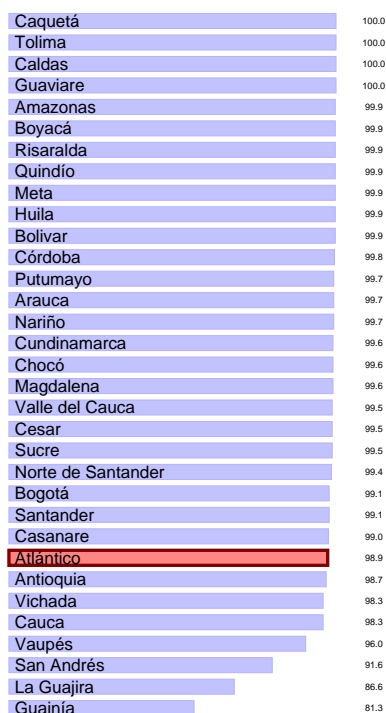 Caquetá 100.0
Tolima 100.0
Caldas 100.0
Guaviare 100.0
Amazonas 99.9
Boyacá 99.9
Risaralda 99.9
Quindío 99.9
Meta 99.9
Huila 99.9
Bolivar 99.9
Córdoba 99.8
Putumayo 99.7
Arauca 99.7
Nariño 99.7
Cundinamarca 99.6
Chocó 99.6
Magdalena 99.6
Valle del Cauca 99.5
Cesar 99.5
Sucre 99.5
Norte de Santander 99.4
Bogotá 99.1
Santander 99.1
Casanare 99.0
Atlántico 98.9
Antioquia 98.7
Vichada 98.3
Cauca 98.3
Vaupés 96.0
San Andrés 91.6
La Guajira 86.6
Guainía 81.3